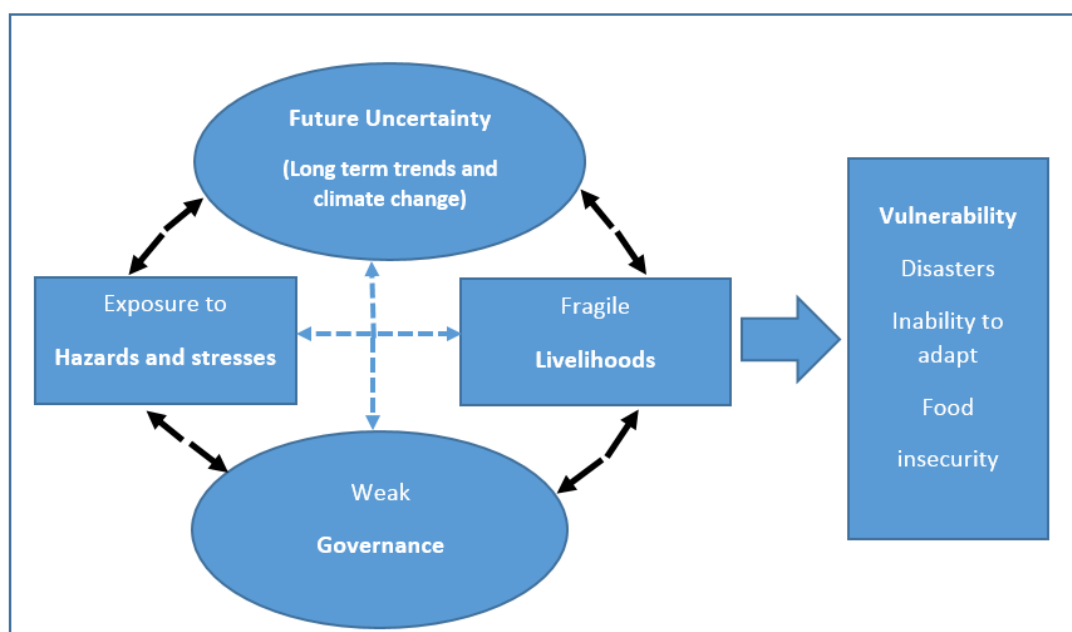 Future Uncertainty
(Long term trends and
climate change)
Exposure to
Hazards and stresses
Fragile
Livelihoods
Weak
Governance
Vulnerability
Disasters
Inability to
adapt
Food
insecurity